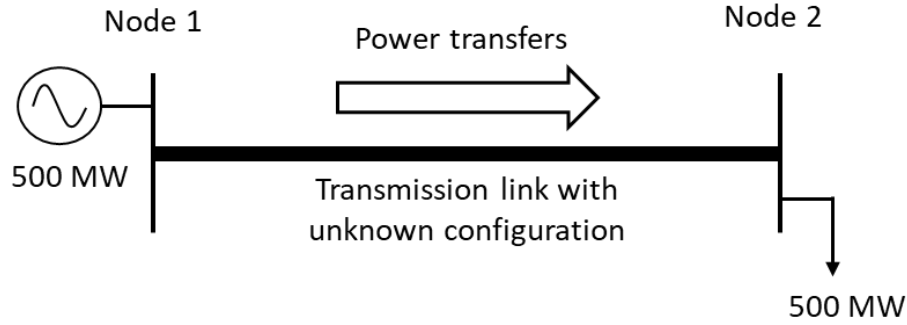 Node 1
Node 2
Power transfers
500 MW
Transmission link with
unknown configuration
500 MW